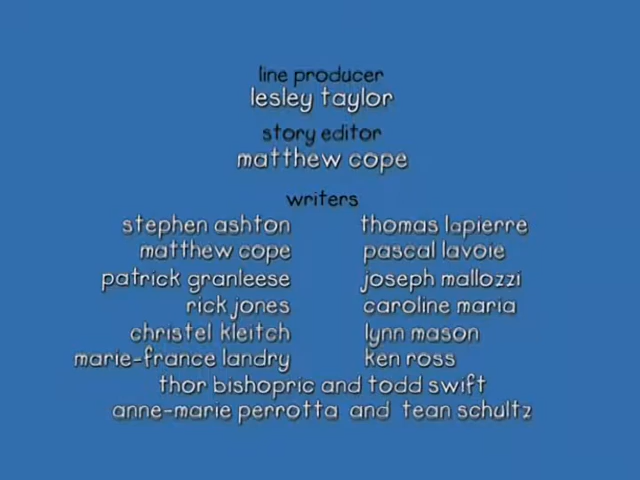 line producer
lesley taylor
story editor
matthew cope
writers
stephen ashton thomas lapierre
matthew cope pascal lavoie
patrick granleese joseph mallozzi
rick jones caroline maria
christel kleitch lynn mason
marie-france landry ken ross
thor bishopric and todd swift
anne-marie perrotta and tean schultz